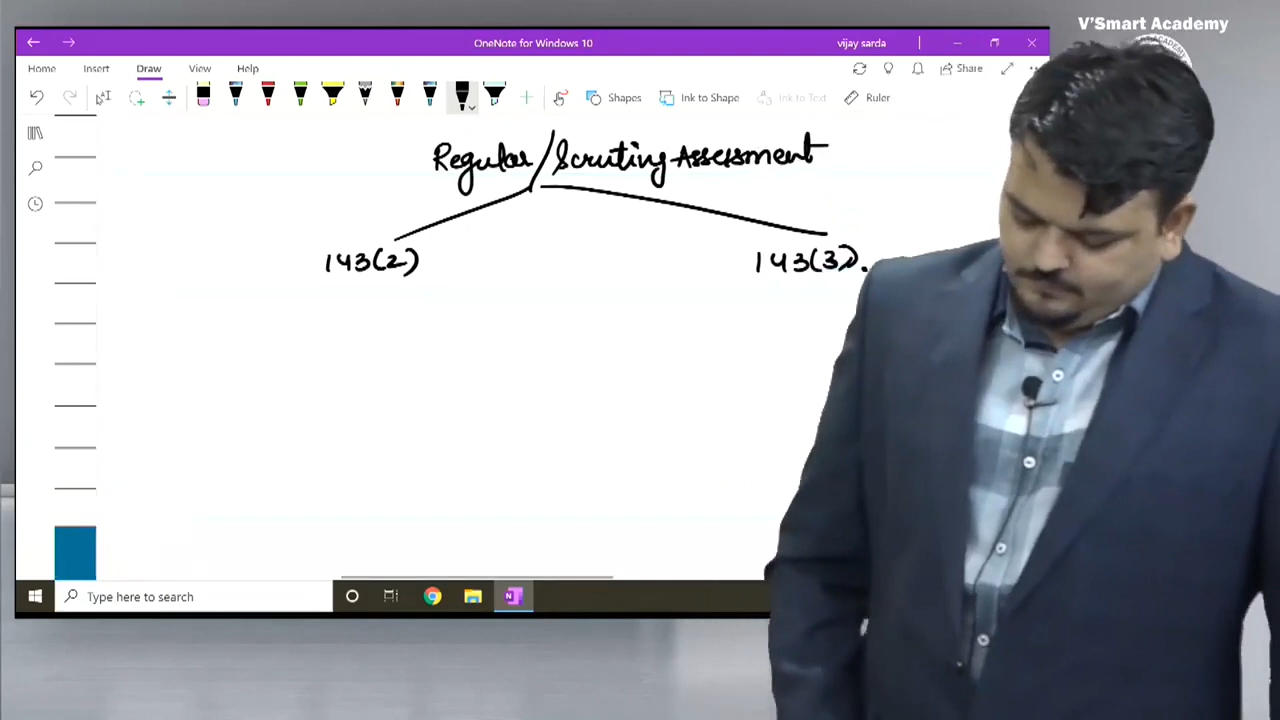 V'Smart Academy
OneNote for Windows 10
vijay sarda
Home Insert Draw View Help
Share
Shapes Ink to Shape Ink to Text Ruler
Regular/Scrutiny Assessment
143(2) 143(3).
Type here to search